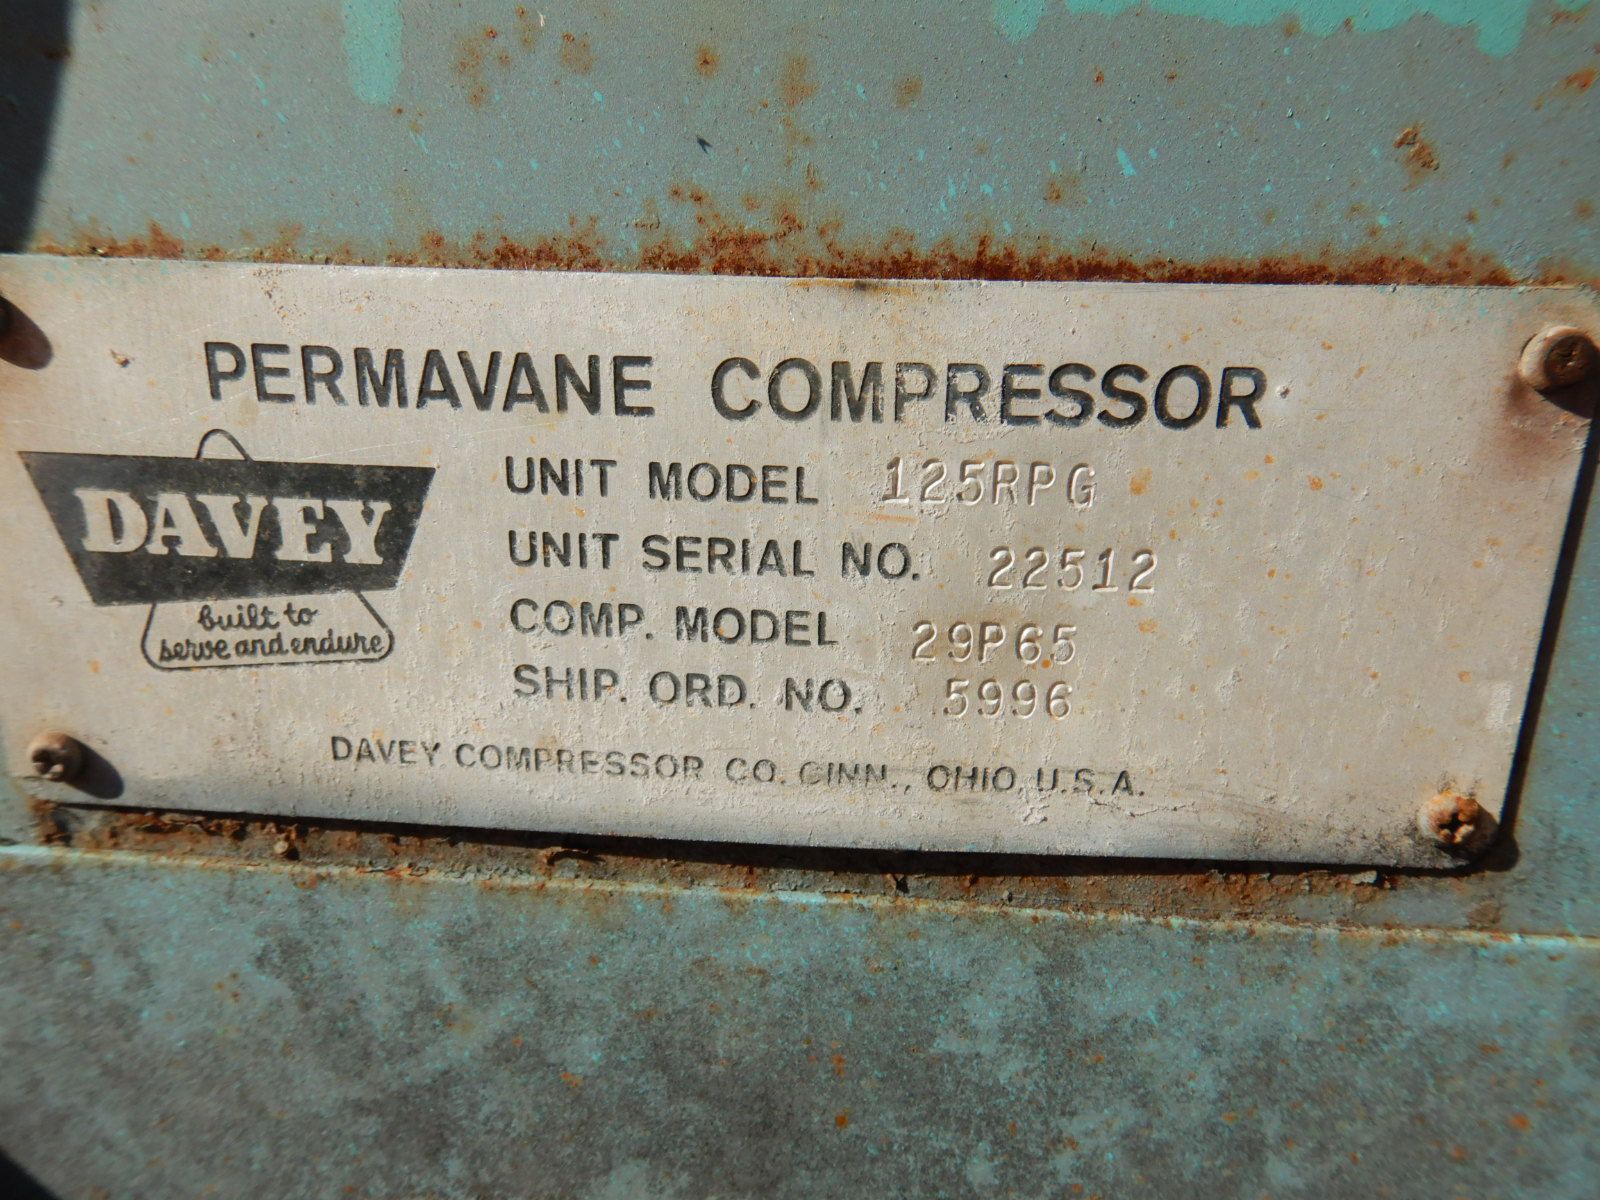 PERMAVANE COMPRESSOR
DAVEY
built to
serve and endure
UNIT MODEL 125RPG
UNIT SERIAL NO. 22512
COMP. MODEL 29P65
SHIP. ORD. NO. 5996
DAVEY COMPRESSOR CO. CINN., OHIO, U.S.A.